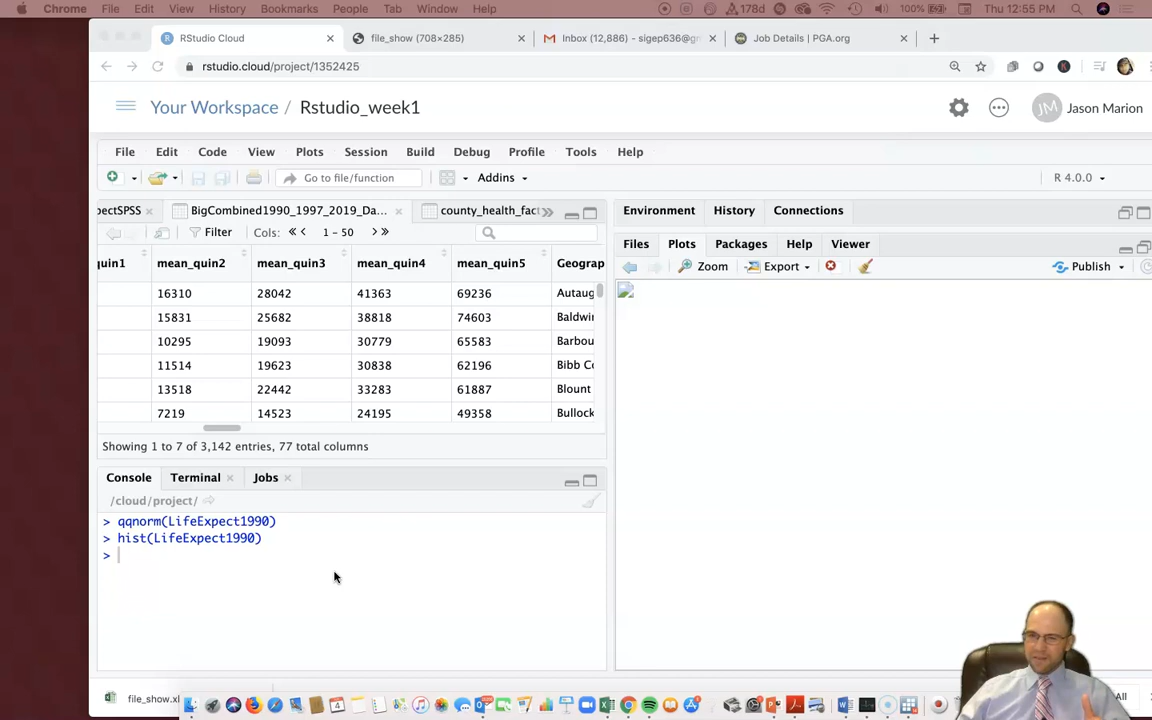 Chrome File Edit View History Bookmarks People Tab Window Help 178d 100% Thu 12:55 PM
RStudio Cloud file_show (708×285) Inbox (12,886) - sigep636@gm Job Details | PGA.org
rstudio.cloud/project/1352425
Your Workspace / Rstudio_week1 JM Jason Marion
File Edit Code View Plots Session Build Debug Profile Tools Help
Go to file/function Addins R 4.0.0
pectSPSS BigCombined1990_1997_2019_Da... county_health_fact
Environment History Connections
Filter Cols: 1 - 50
Files Plots Packages Help Viewer
Zoom Export Publish
quin1 mean_quin2 mean_quin3 mean_quin4 mean_quin5 Geograp
16310 28042 41363 69236 Autaug
15831 25682 38818 74603 Baldwin
10295 19093 30779 65583 Barbou
11514 19623 30838 62196 Bibb Co
13518 22442 33283 61887 Blount
7219 14523 24195 49358 Bullock
Showing 1 to 7 of 3,142 entries, 77 total columns
Console Terminal Jobs
/cloud/project/
> qqnorm(LifeExpect1990)
> hist(LifeExpect1990)
>
file_show.xl All